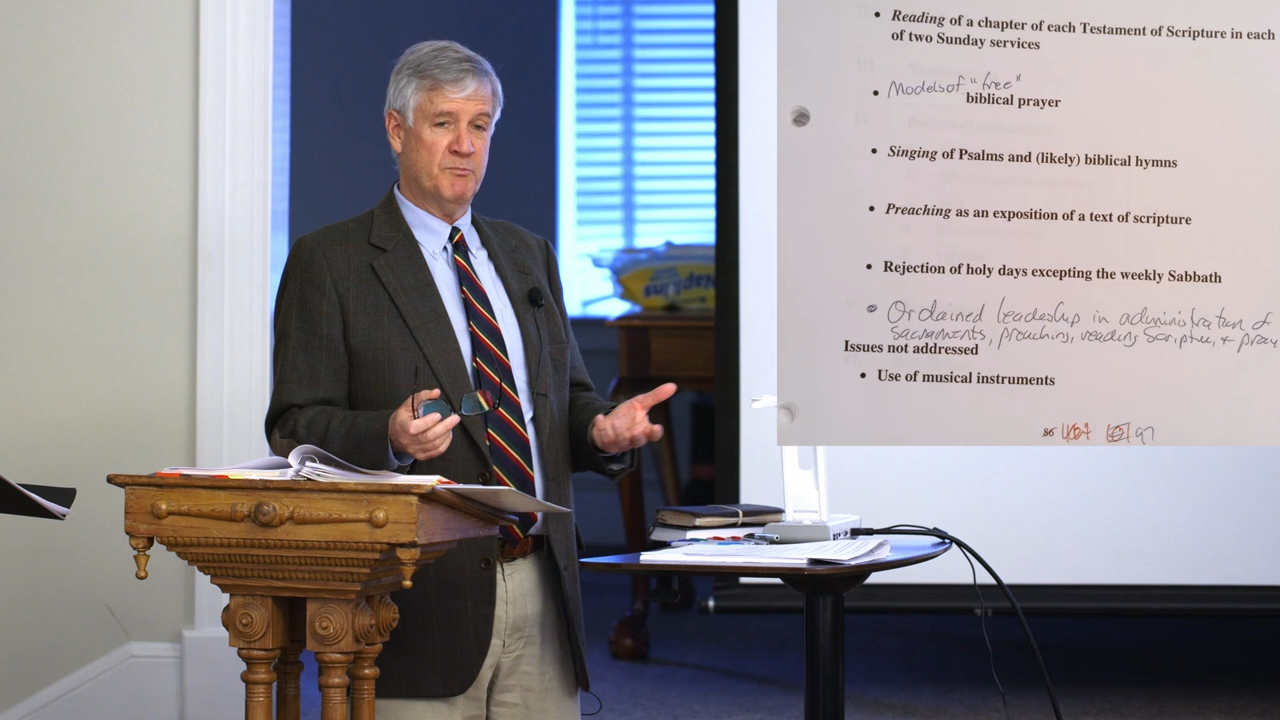 • Reading of a chapter of each Testament of Scripture in each
of two Sunday services
• Models of "free"
biblical prayer
• Singing of Psalms and (likely) biblical hymns
• Preaching as an exposition of a text of scripture
• Rejection of holy days excepting the weekly Sabbath
• Ordained leadership in administration of
sacraments, preaching, reading Scripture, + pray
Issues not addressed
• Use of musical instruments
86 97
Napkins